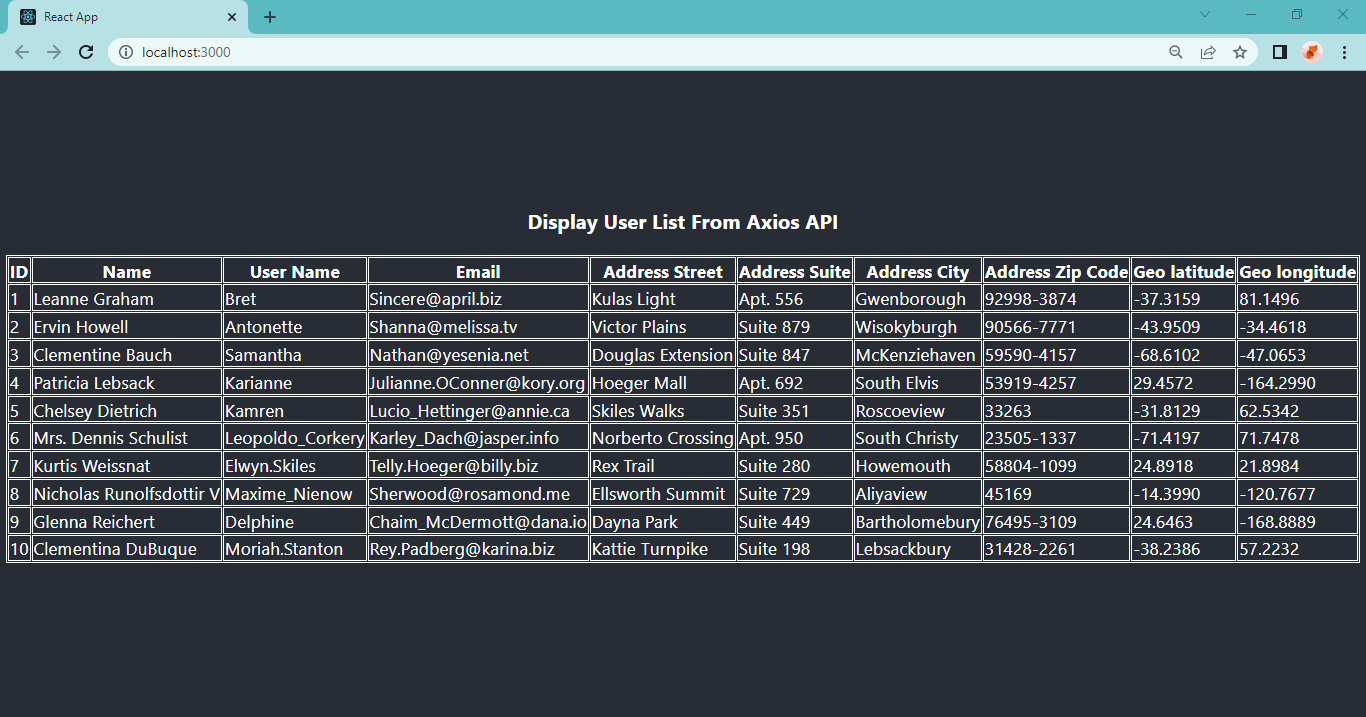 React App
localhost:3000
Display User List From Axios API
ID Name User Name Email Address Street Address Suite Address City Address Zip Code Geo latitude Geo longitude
1 Leanne Graham Bret Sincere@april.biz Kulas Light Apt. 556 Gwenborough 92998-3874 -37.3159 81.1496
2 Ervin Howell Antonette Shanna@melissa.tv Victor Plains Suite 879 Wisokyburgh 90566-7771 -43.9509 -34.4618
3 Clementine Bauch Samantha Nathan@yesenia.net Douglas Extension Suite 847 McKenziehaven 59590-4157 -68.6102 -47.0653
4 Patricia Lebsack Karianne Julianne.OConner@kory.org Hoeger Mall Apt. 692 South Elvis 53919-4257 29.4572 -164.2990
5 Chelsey Dietrich Kamren Lucio_Hettinger@annie.ca Skiles Walks Suite 351 Roscoeview 33263 -31.8129 62.5342
6 Mrs. Dennis Schulist Leopoldo_Corkery Karley_Dach@jasper.info Norberto Crossing Apt. 950 South Christy 23505-1337 -71.4197 71.7478
7 Kurtis Weissnat Elwyn.Skiles Telly.Hoeger@billy.biz Rex Trail Suite 280 Howemouth 58804-1099 24.8918 21.8984
8 Nicholas Runolfsdottir V Maxime_Nienow Sherwood@rosamond.me Ellsworth Summit Suite 729 Aliyaview 45169 -14.3990 -120.7677
9 Glenna Reichert Delphine Chaim_McDermott@dana.io Dayna Park Suite 449 Bartholomebury 76495-3109 24.6463 -168.8889
10 Clementina DuBuque Moriah.Stanton Rey.Padberg@karina.biz Kattie Turnpike Suite 198 Lebsackbury 31428-2261 -38.2386 57.2232